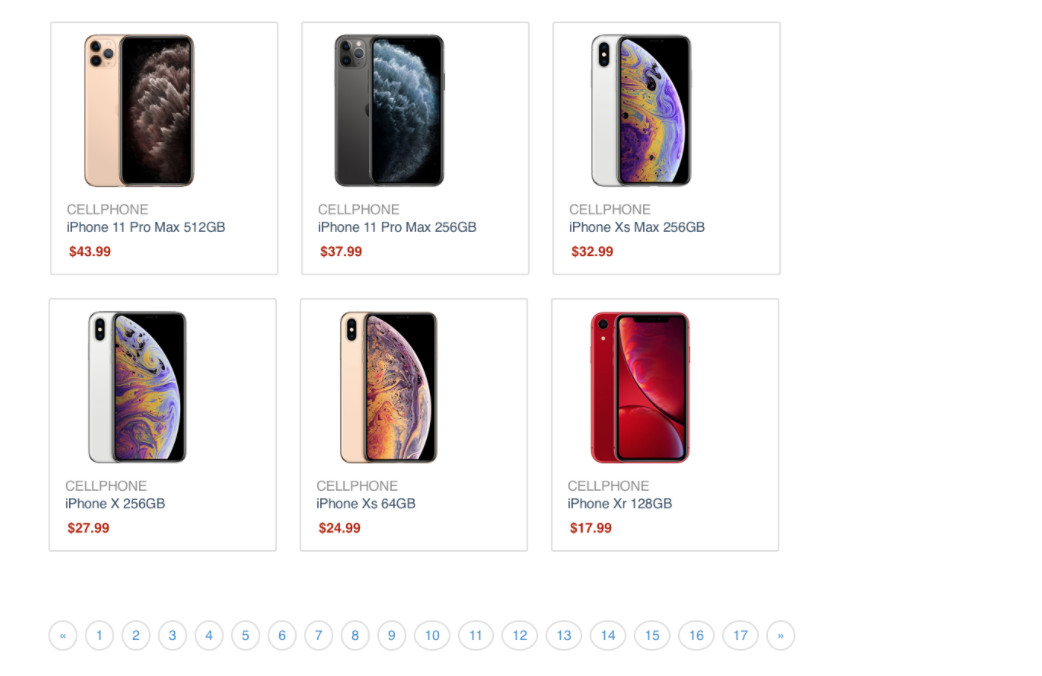 CELLPHONE
iPhone 11 Pro Max 512GB
$43.99
CELLPHONE
iPhone 11 Pro Max 256GB
$37.99
CELLPHONE
iPhone Xs Max 256GB
$32.99
CELLPHONE
iPhone X 256GB
$27.99
CELLPHONE
iPhone Xs 64GB
$24.99
CELLPHONE
iPhone Xr 128GB
$17.99
« 1 2 3 4 5 6 7 8 9 10 11 12 13 14 15 16 17 »